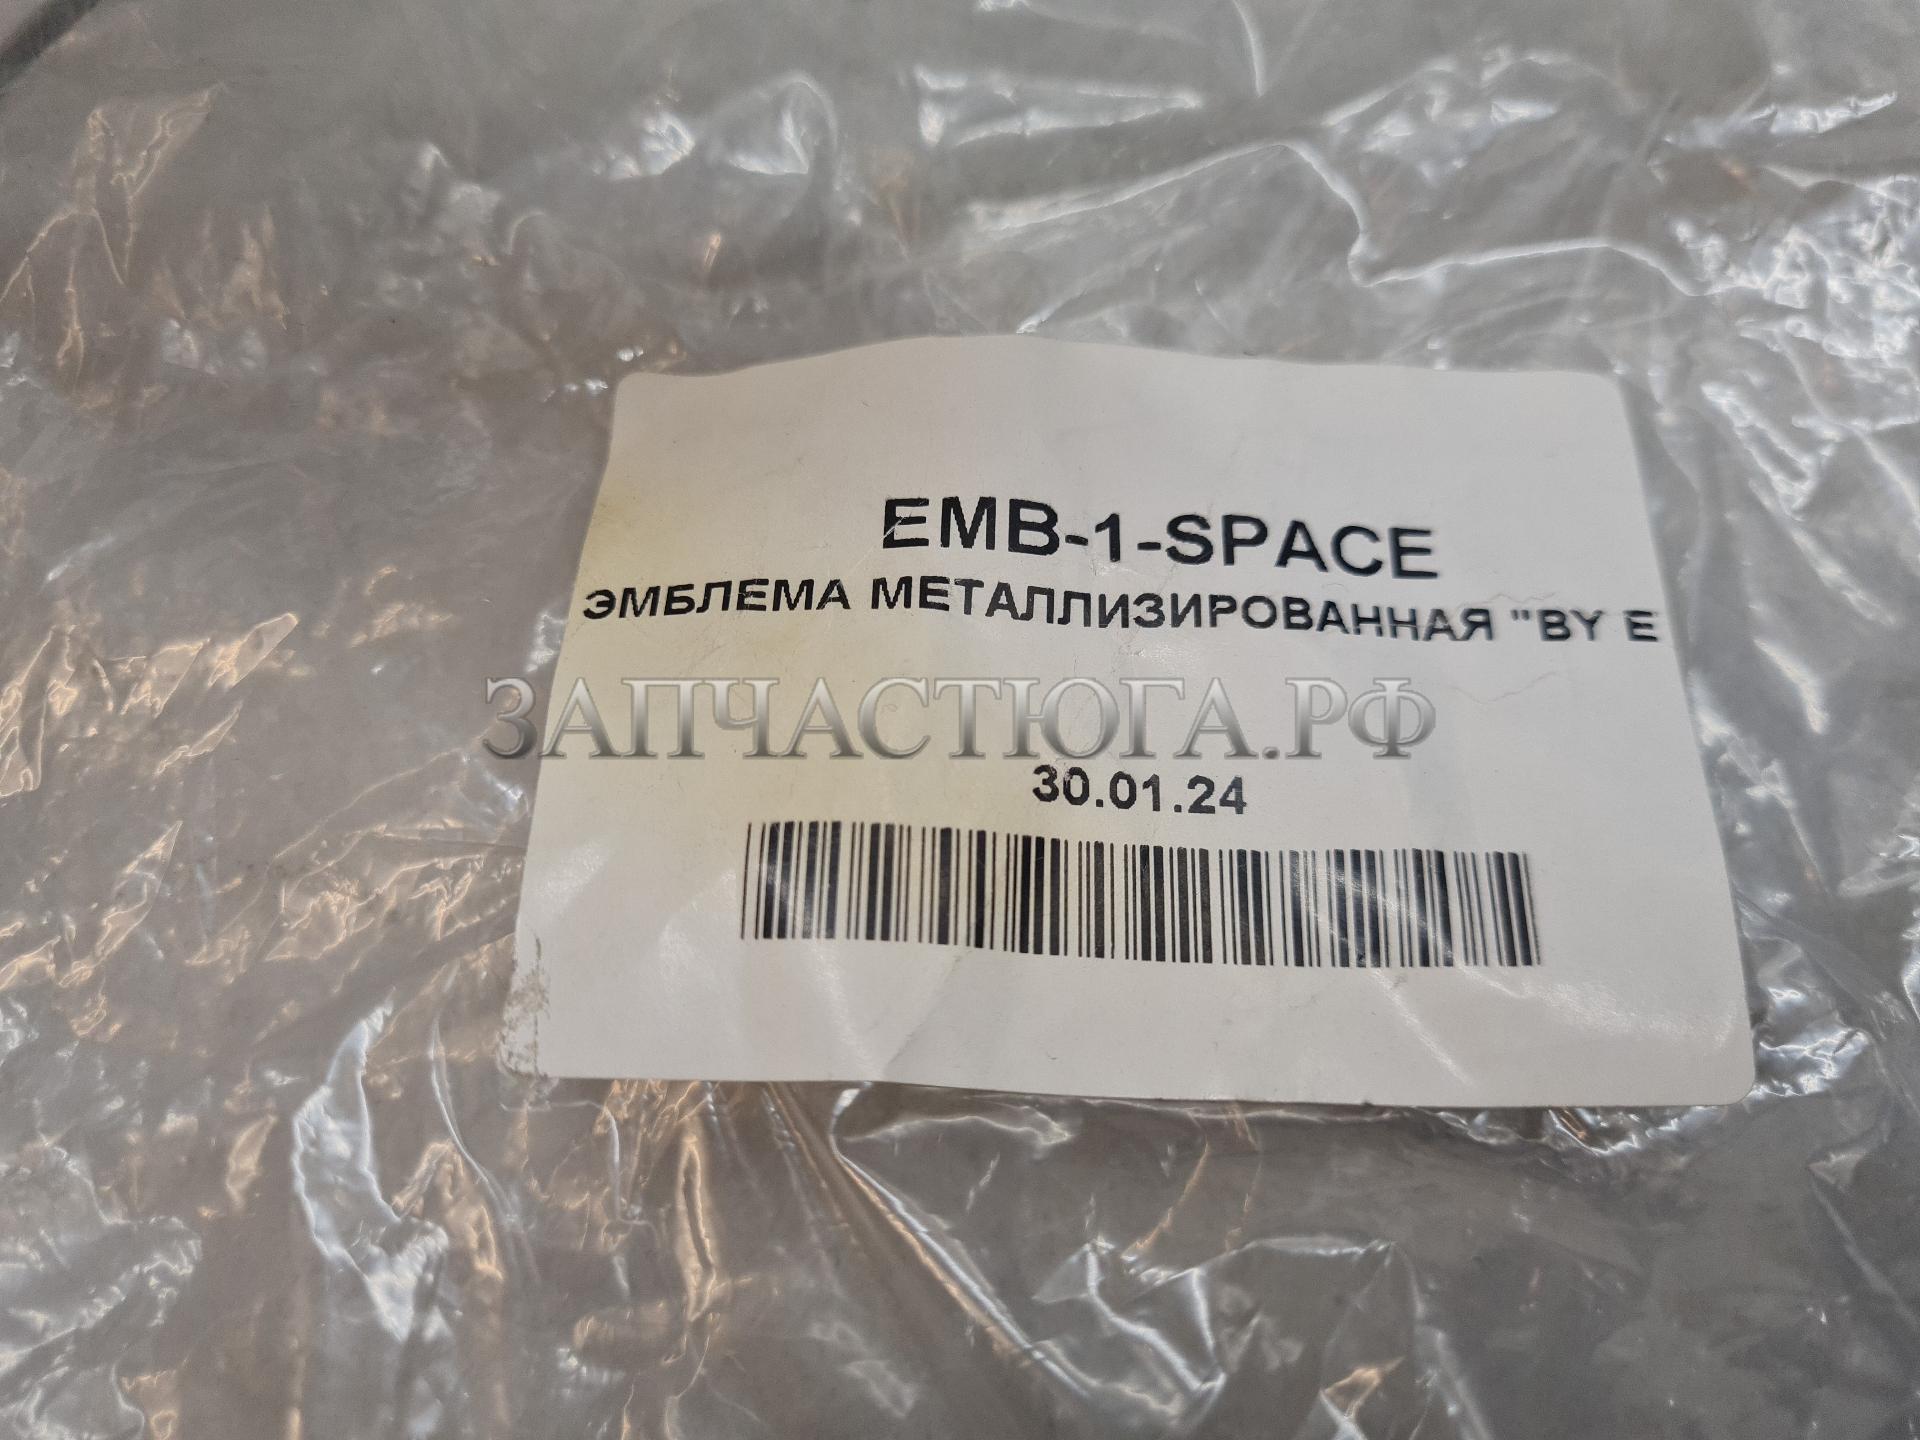 EMB-1-SPACE
ЭМБЛЕМА МЕТАЛЛИЗИРОВАННАЯ "BY E
ЗАПЧАСТЮГА.РФ
30.01.24